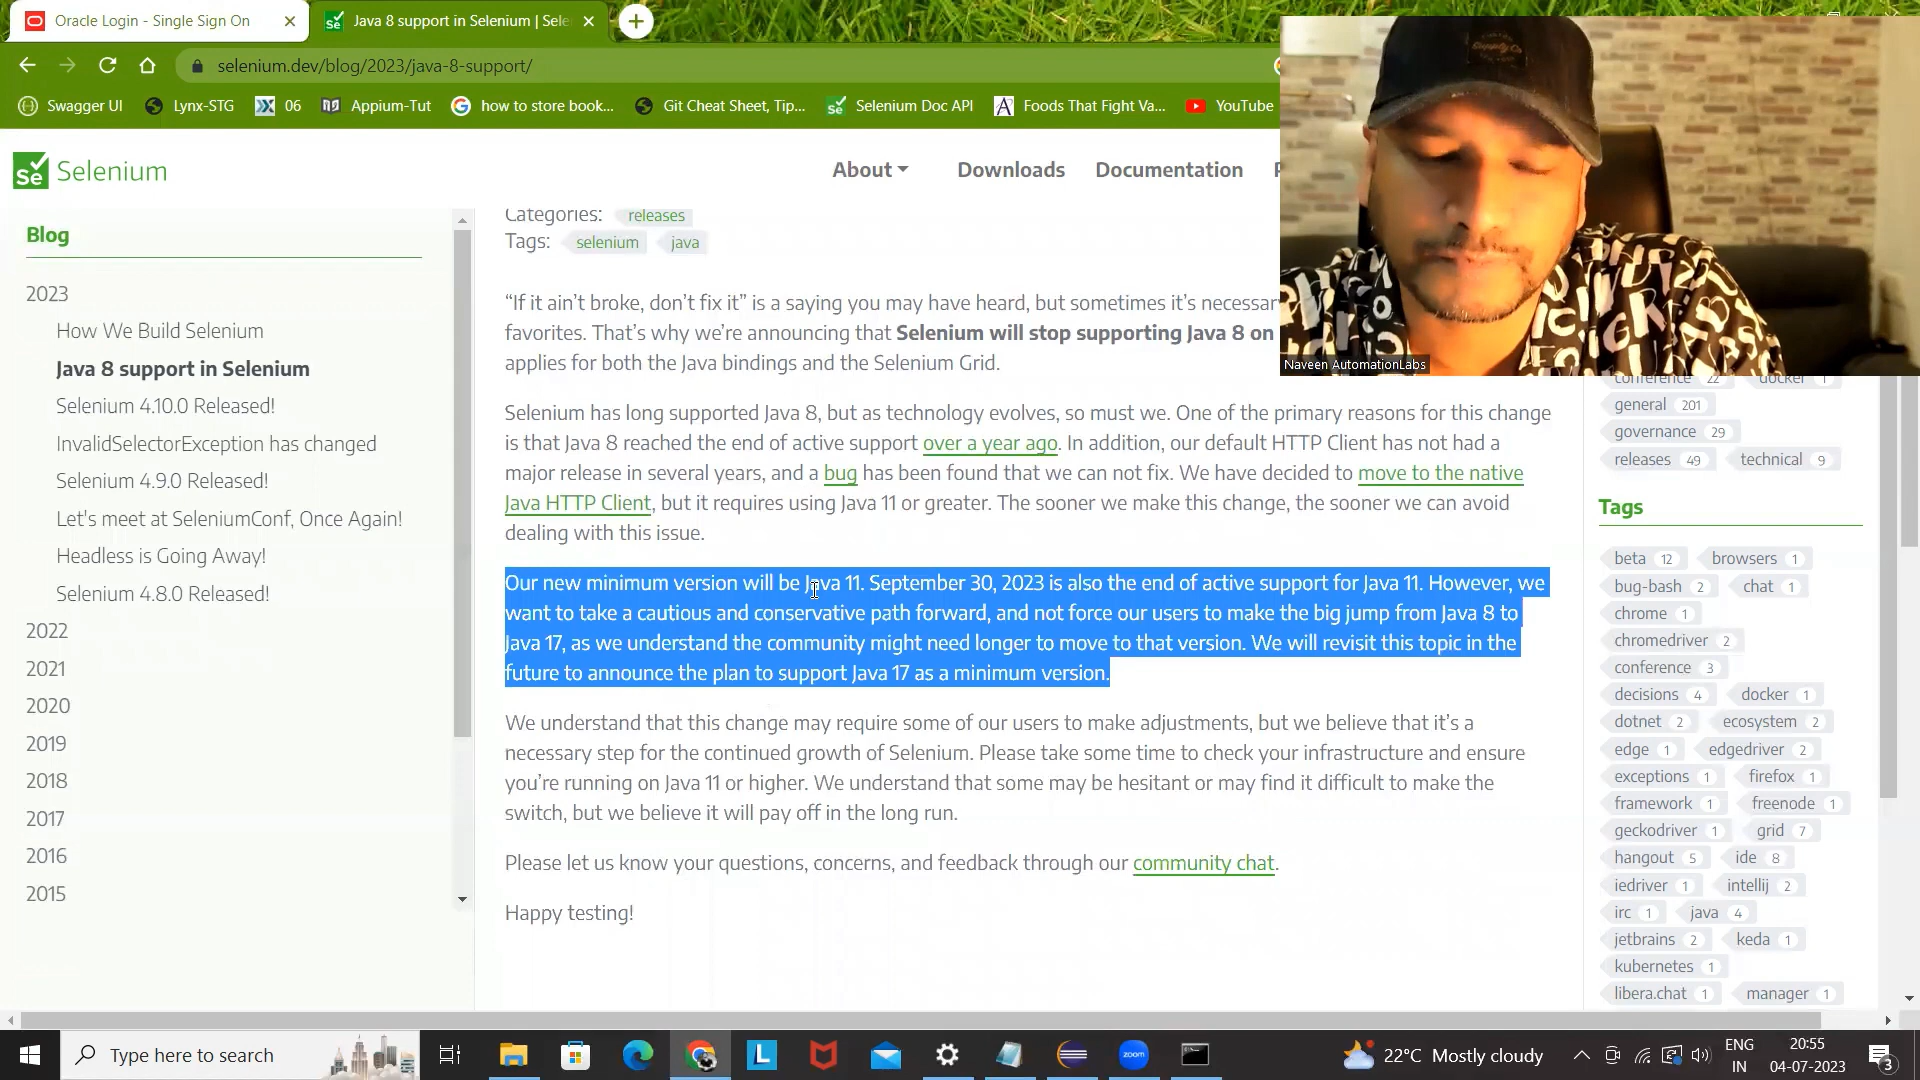 Oracle Login - Single Sign On
Java 8 support in Selenium | Sele
selenium.dev/blog/2023/java-8-support/
Swagger UI
Lynx-STG
06
Appium-Tut
how to store book...
Git Cheat Sheet, Tip...
Selenium Doc API
Foods That Fight Va...
YouTube
Se Selenium
About
Downloads
Documentation
Blog
2023
How We Build Selenium
Java 8 support in Selenium
Selenium 4.10.0 Released!
InvalidSelectorException has changed
Selenium 4.9.0 Released!
Let's meet at SeleniumConf, Once Again!
Headless is Going Away!
Selenium 4.8.0 Released!
2022
2021
2020
2019
2018
2017
2016
2015
Categories: releases
Tags: selenium java
“If it ain't broke, don't fix it” is a saying you may have heard, but sometimes it's necessar
favorites. That's why we're announcing that Selenium will stop supporting Java 8 on
applies for both the Java bindings and the Selenium Grid.
Selenium has long supported Java 8, but as technology evolves, so must we. One of the primary reasons for this change
is that Java 8 reached the end of active support over a year ago. In addition, our default HTTP Client has not had a
major release in several years, and a bug has been found that we can not fix. We have decided to move to the native
Java HTTP Client, but it requires using Java 11 or greater. The sooner we make this change, the sooner we can avoid
dealing with this issue.
Our new minimum version will be Java 11. September 30, 2023 is also the end of active support for Java 11. However, we
want to take a cautious and conservative path forward, and not force our users to make the big jump from Java 8 to
Java 17, as we understand the community might need longer to move to that version. We will revisit this topic in the
future to announce the plan to support Java 17 as a minimum version.
We understand that this change may require some of our users to make adjustments, but we believe that it's a
necessary step for the continued growth of Selenium. Please take some time to check your infrastructure and ensure
you're running on Java 11 or higher. We understand that some may be hesitant or may find it difficult to make the
switch, but we believe it will pay off in the long run.
Please let us know your questions, concerns, and feedback through our community chat.
Happy testing!
Naveen AutomationLabs
conference 22 docker 1
general 201
governance 29
releases 49 technical 9
Tags
beta 12 browsers 1
bug-bash 2 chat 1
chrome 1
chromedriver 2
conference 3
decisions 4 docker 1
dotnet 2 ecosystem 2
edge 1 edgedriver 2
exceptions 1 firefox 1
framework 1 freenode 1
geckodriver 1 grid 7
hangout 5 ide 8
iedriver 1 intellij 2
irc 1 java 4
jetbrains 2 keda 1
kubernetes 1
libera.chat 1 manager 1
Type here to search
L
zoom
22°C Mostly cloudy
ENG
IN
20:55
04-07-2023
3